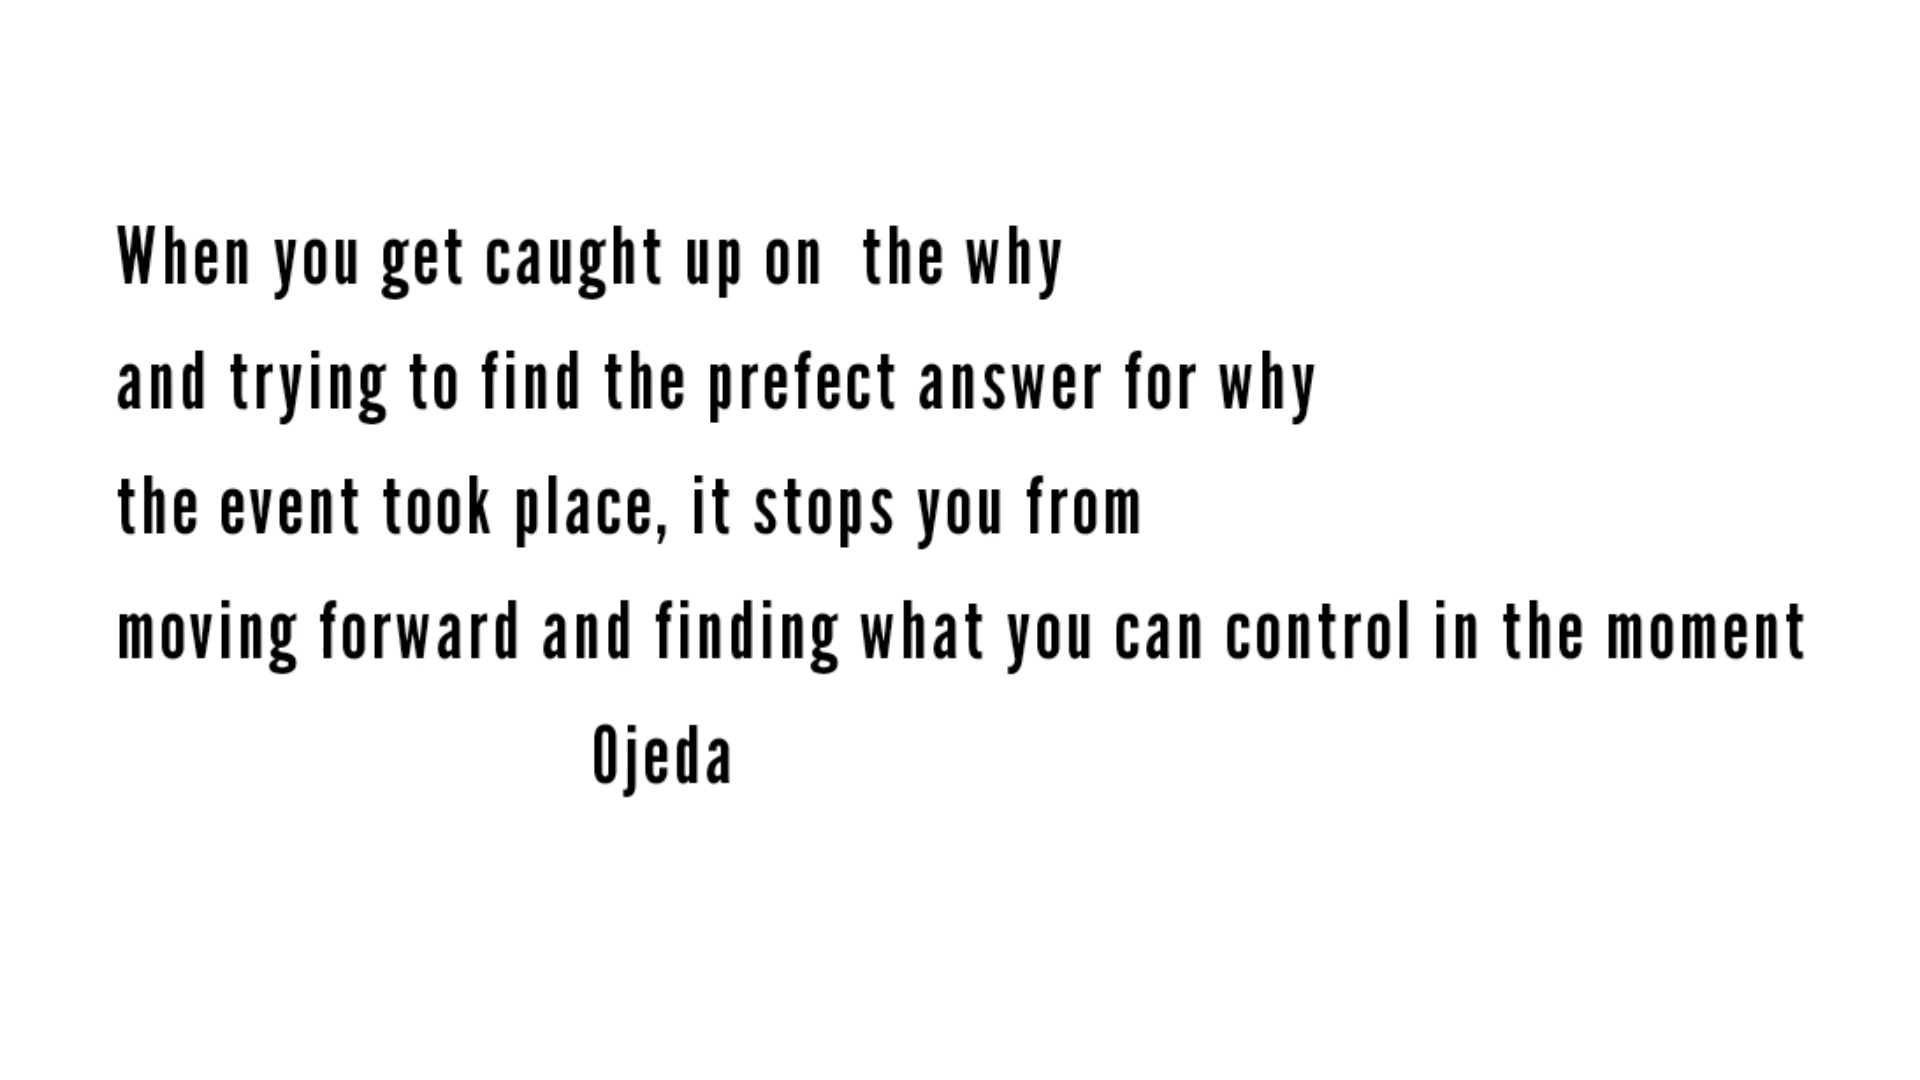 When you get caught up on  the why
and trying to find the prefect answer for why
the event took place, it stops you from
moving forward and finding what you can control in the moment
Ojeda